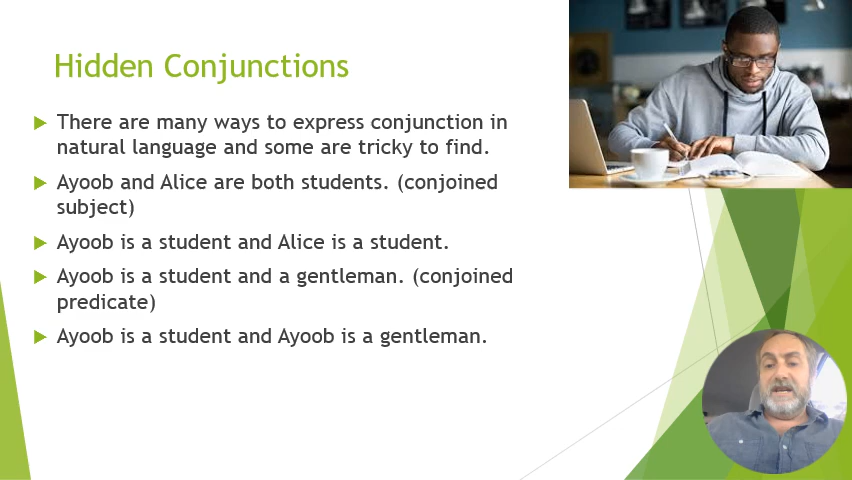 Hidden Conjunctions
There are many ways to express conjunction in
natural language and some are tricky to find.
Ayoob and Alice are both students. (conjoined
subject)
Ayoob is a student and Alice is a student.
Ayoob is a student and a gentleman. (conjoined
predicate)
Ayoob is a student and Ayoob is a gentleman.